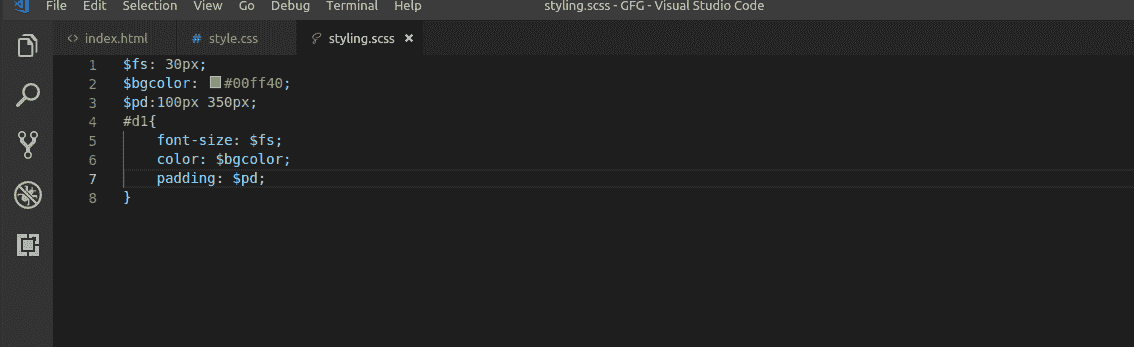 File Edit Selection View Go Debug Terminal Help styling.scss - GFG - Visual Studio Code
<> index.html # style.css styling.scss ×
1 $fs: 30px;
2 $bgcolor: #00ff40;
3 $pd:100px 350px;
4 #d1{
5 font-size: $fs;
6 color: $bgcolor;
7 padding: $pd;
8 }